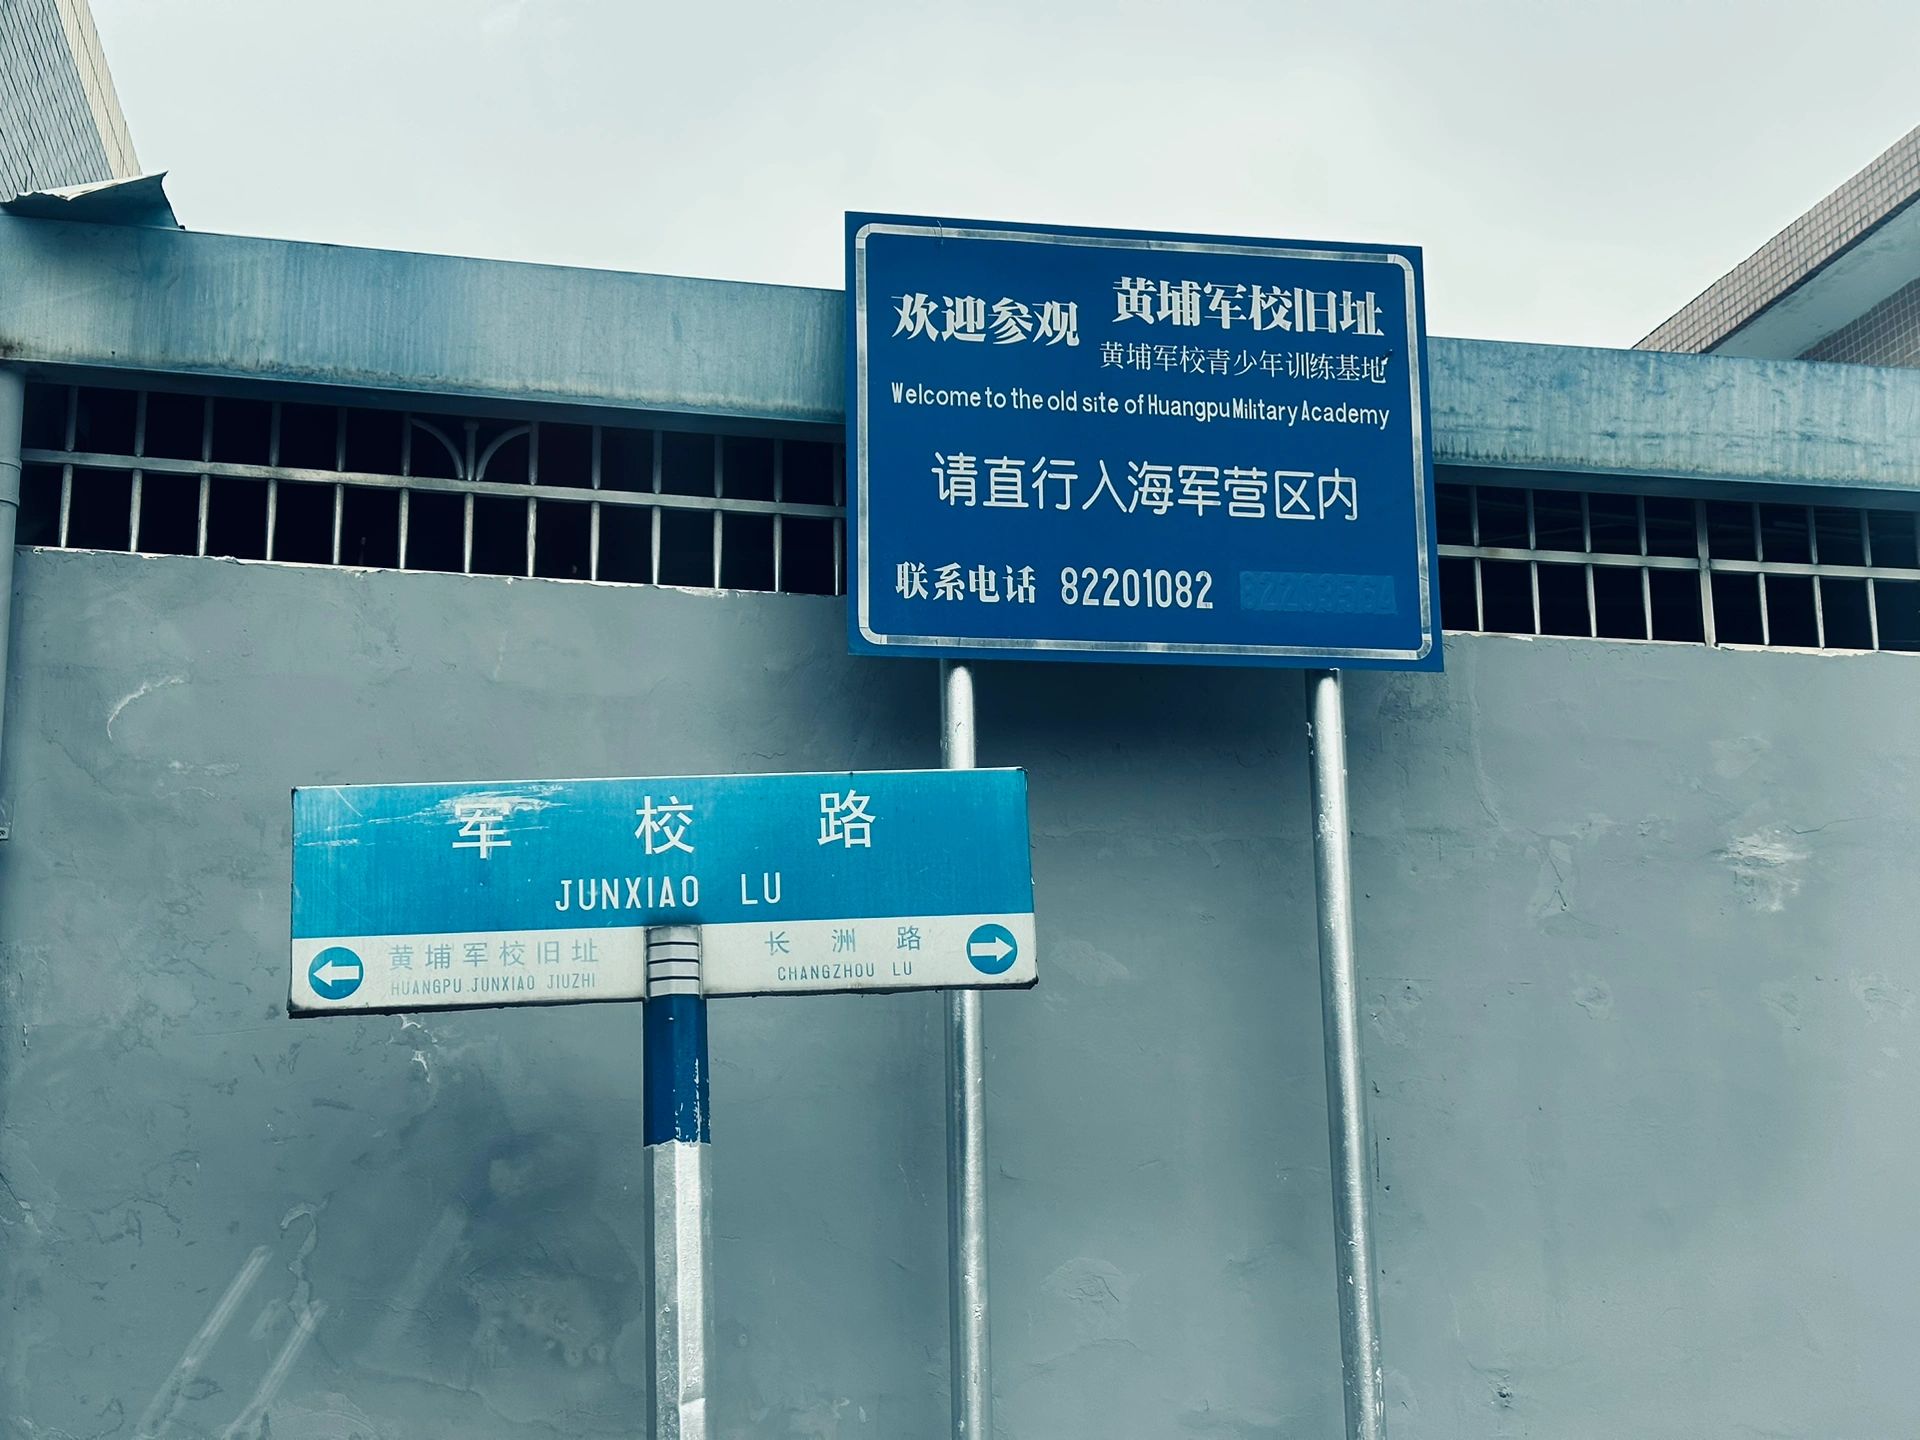 欢迎参观 黄埔军校旧址
黄埔军校青少年训练基地
Welcome to the old site of Huangpu Military Academy
请直行入海军营区内
联系电话 82201082
军校路
JUNXIAO LU
黄埔军校旧址
HUANGPU JUNXIAO JIUZHI
长洲路
CHANGZHOU LU